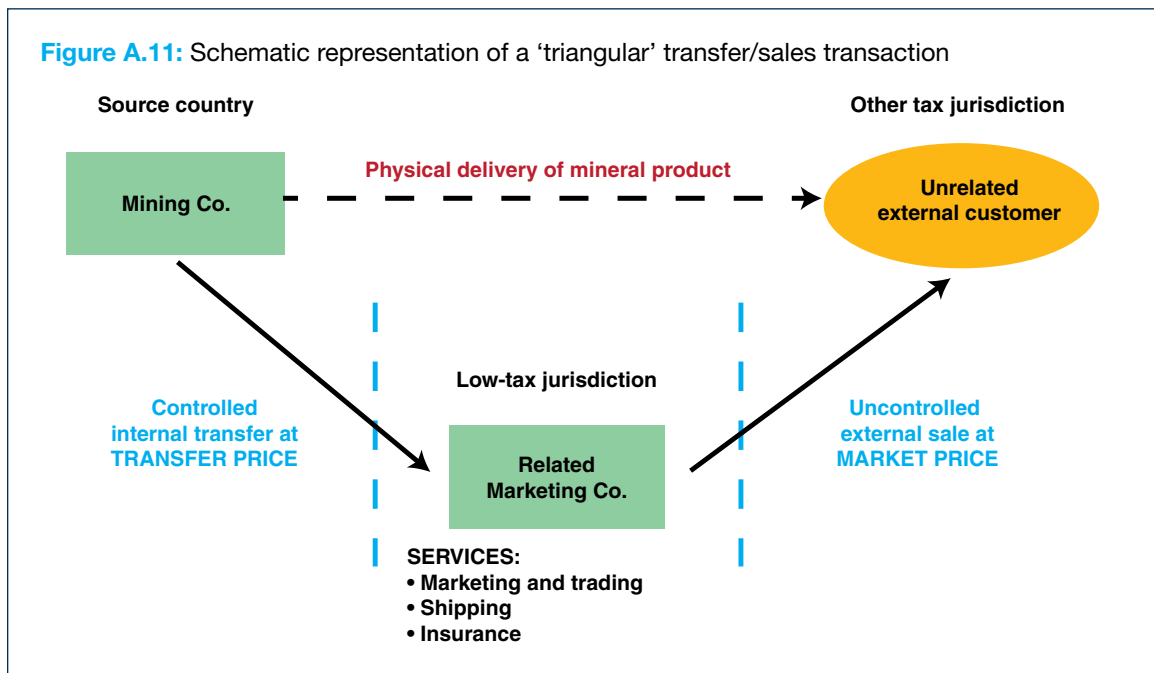 Figure A.11: Schematic representation of a ‘triangular’ transfer/sales transaction
Source country
Other tax jurisdiction
Mining Co.
Physical delivery of mineral product
Unrelated
external customer
Low-tax jurisdiction
Controlled
internal transfer at
TRANSFER PRICE
Uncontrolled
external sale at
MARKET PRICE
Related
Marketing Co.
SERVICES:
• Marketing and trading
• Shipping
• Insurance